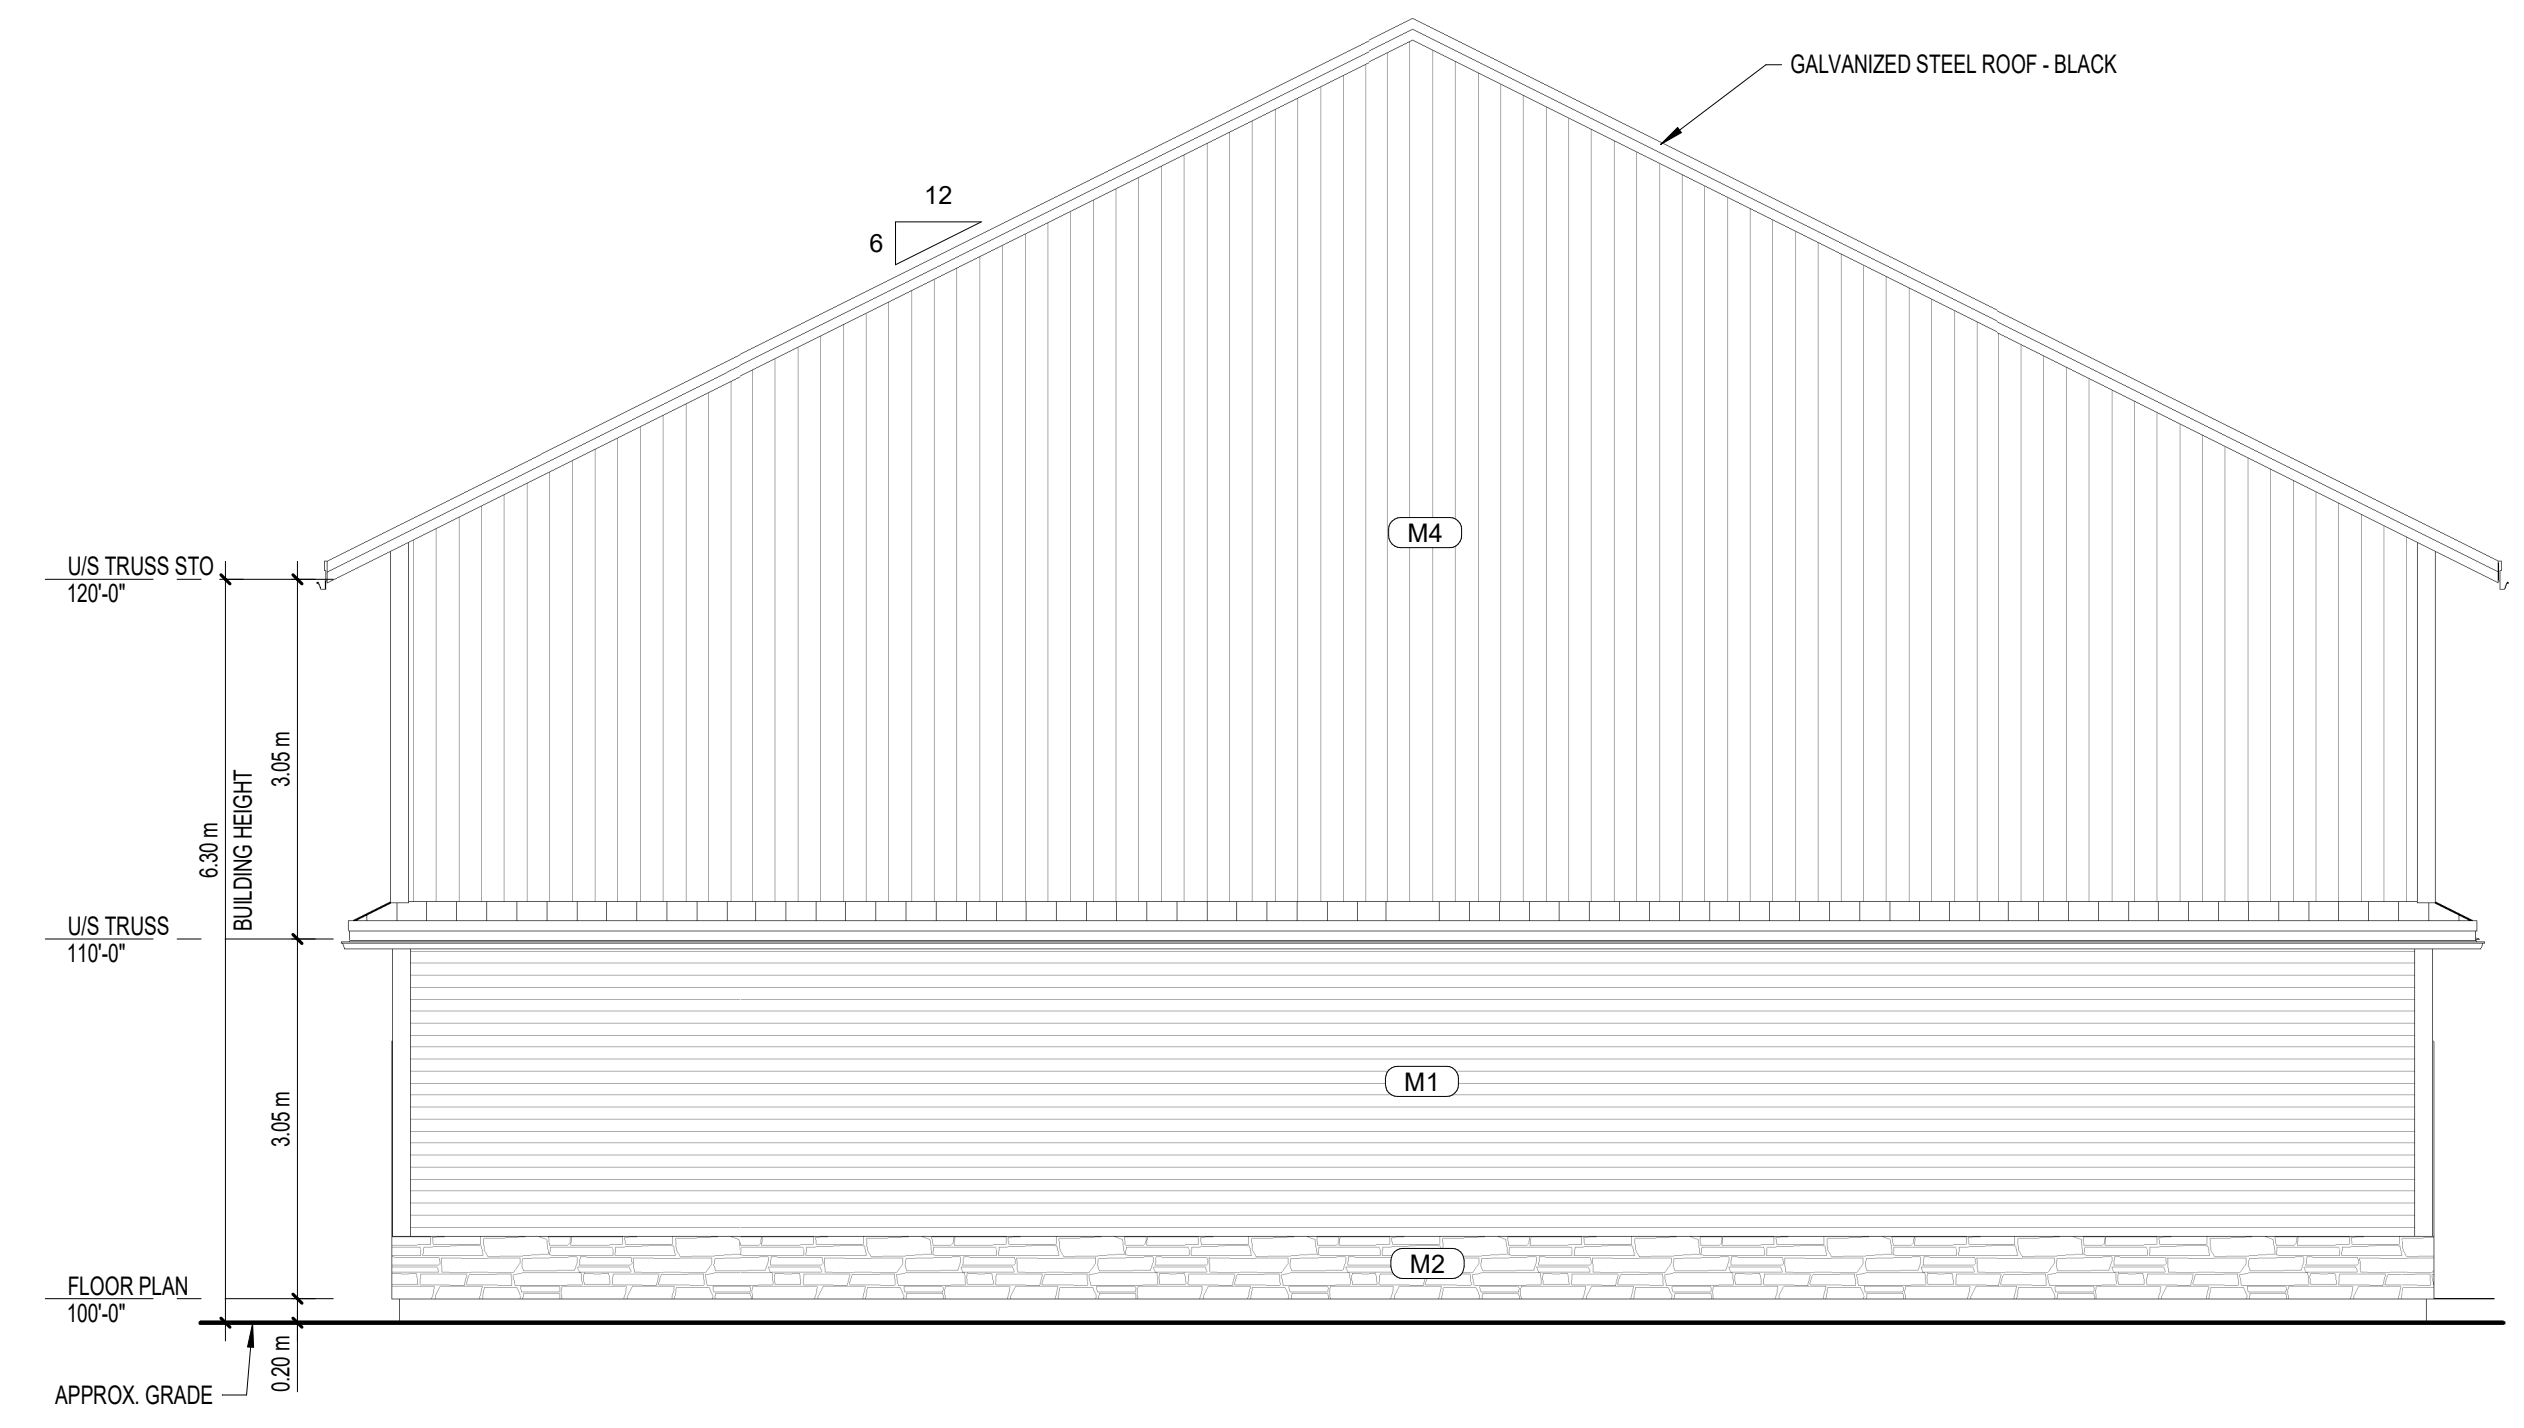 GALVANIZED STEEL ROOF - BLACK
12
6
M4
U/S TRUSS STO
120'-0"
3.05 m
6.30 m
BUILDING HEIGHT
U/S TRUSS
110'-0"
M1
3.05 m
M2
FLOOR PLAN
100'-0"
0.20 m
APPROX. GRADE